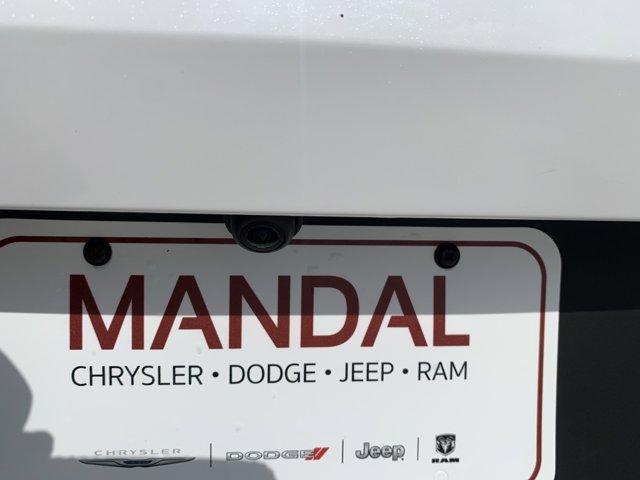 MANDAL
CHRYSLER • DODGE • JEEP • RAM
CHRYSLER | DODGE | Jeep | RAM